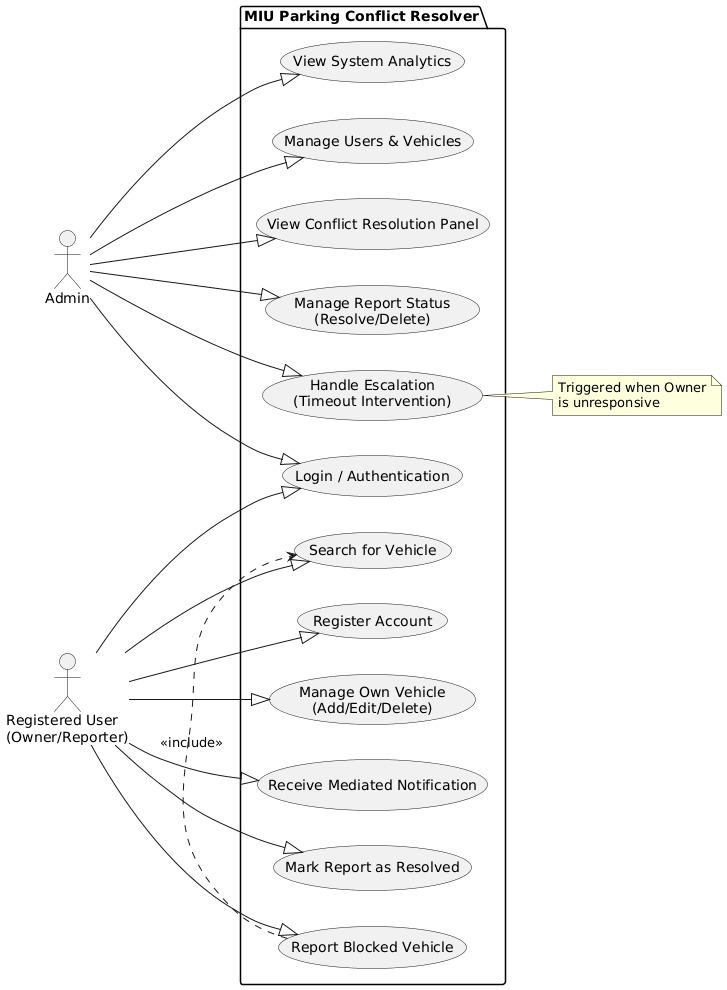 MIU Parking Conflict Resolver
View System Analytics
Manage Users & Vehicles
View Conflict Resolution Panel
Admin
Manage Report Status
(Resolve/Delete)
Handle Escalation
(Timeout Intervention)
Triggered when Owner
is unresponsive
Login / Authentication
Search for Vehicle
Register Account
Registered User
(Owner/Reporter)
Manage Own Vehicle
(Add/Edit/Delete)
«include»
Receive Mediated Notification
Mark Report as Resolved
Report Blocked Vehicle